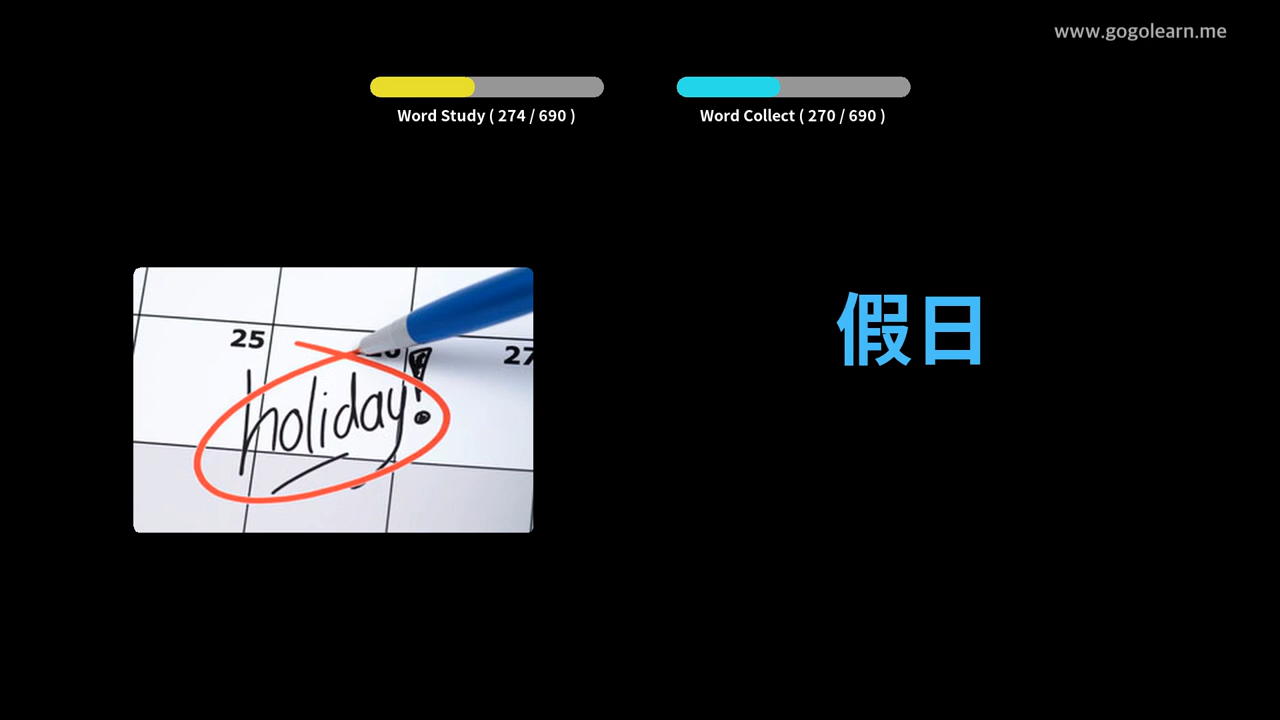 www.gogolearn.me
Word Study ( 274 / 690 )
Word Collect ( 270 / 690 )
25
27
holiday!
假日